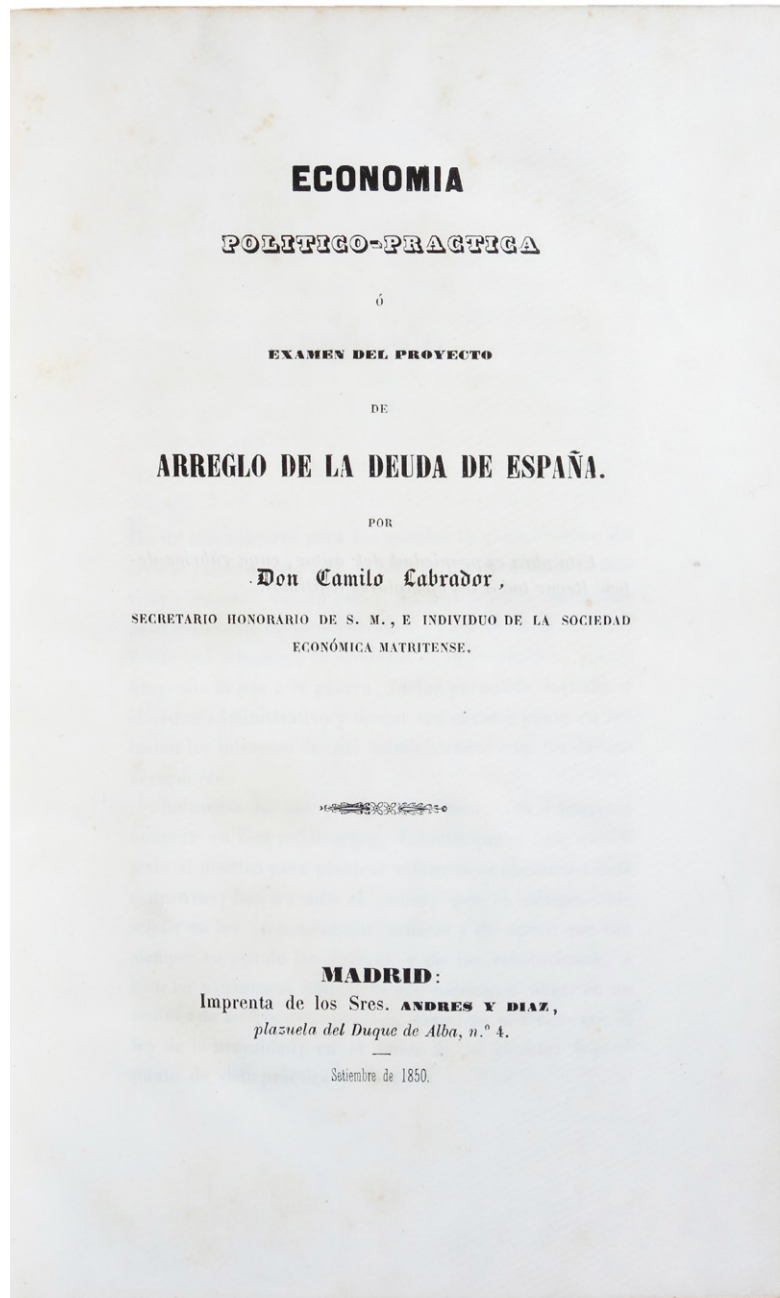 ECONOMIA
POLITICO-PRACTICA
ó
EXAMEN DEL PROYECTO
DE
ARREGLO DE LA DEUDA DE ESPAÑA.
POR
Don Camilo Labrador,
SECRETARIO HONORARIO DE S. M., E INDIVIDUO DE LA SOCIEDAD
ECONÓMICA MATRITENSE.
MADRID:
Imprenta de los Sres. ANDRES Y DIAZ,
plazuela del Duque de Alba, n.º 4.
Setiembre de 1850.